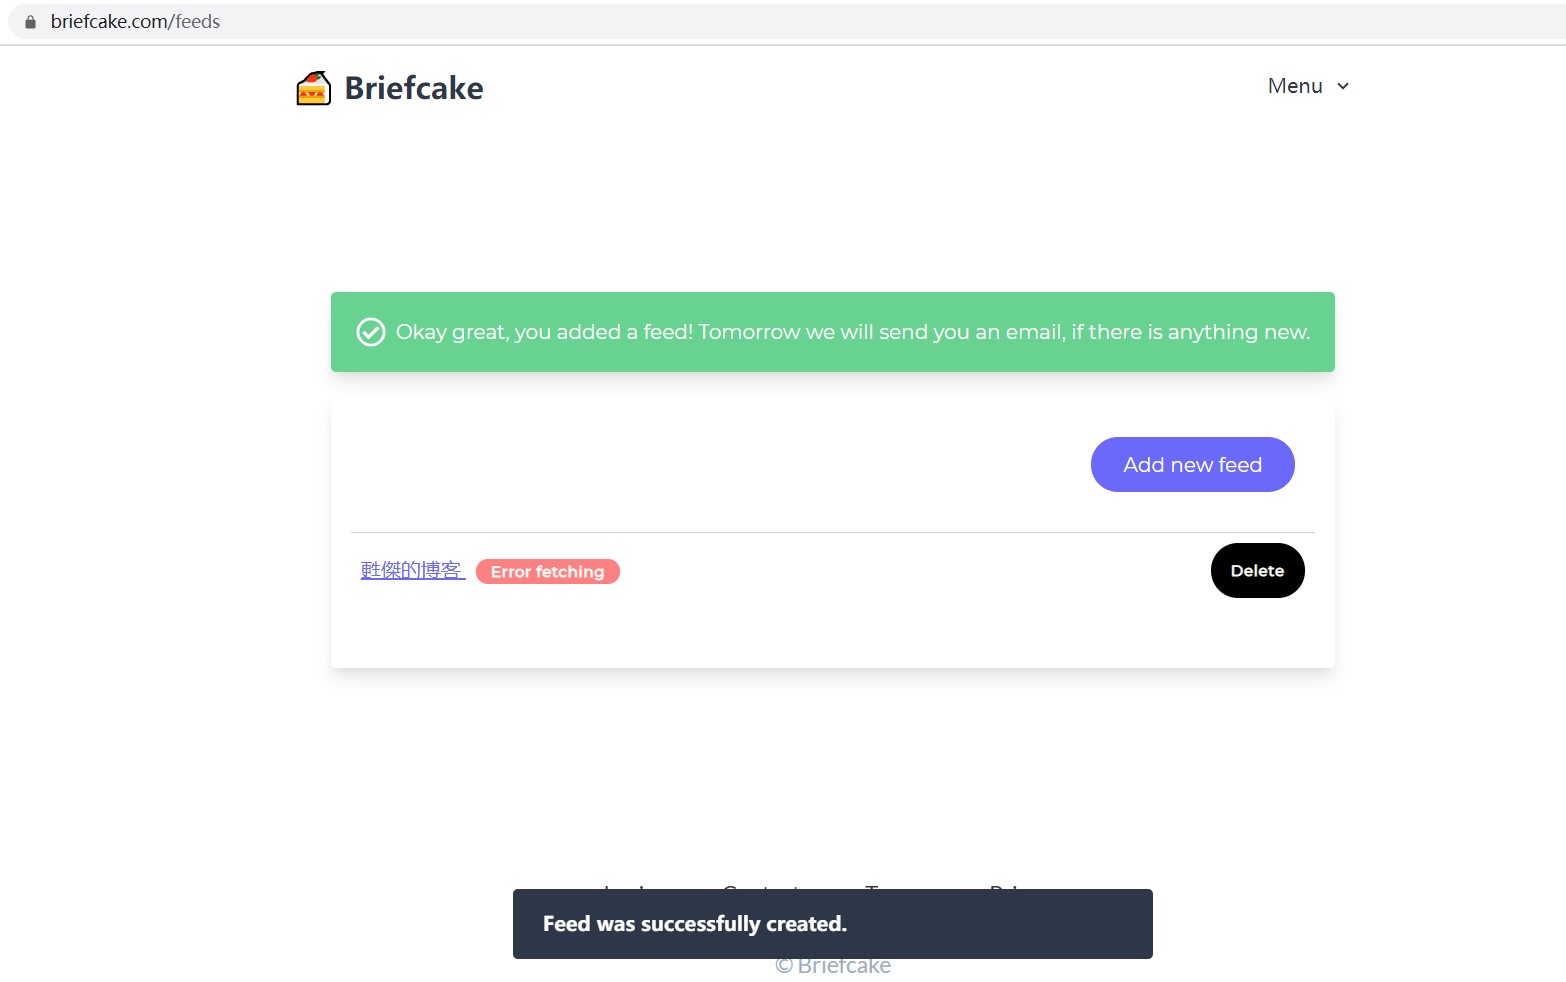 briefcake.com/feeds
Briefcake
Menu
Okay great, you added a feed! Tomorrow we will send you an email, if there is anything new.
Add new feed
甦傑的博客 Error fetching
Delete
Feed was successfully created.
© Briefcake